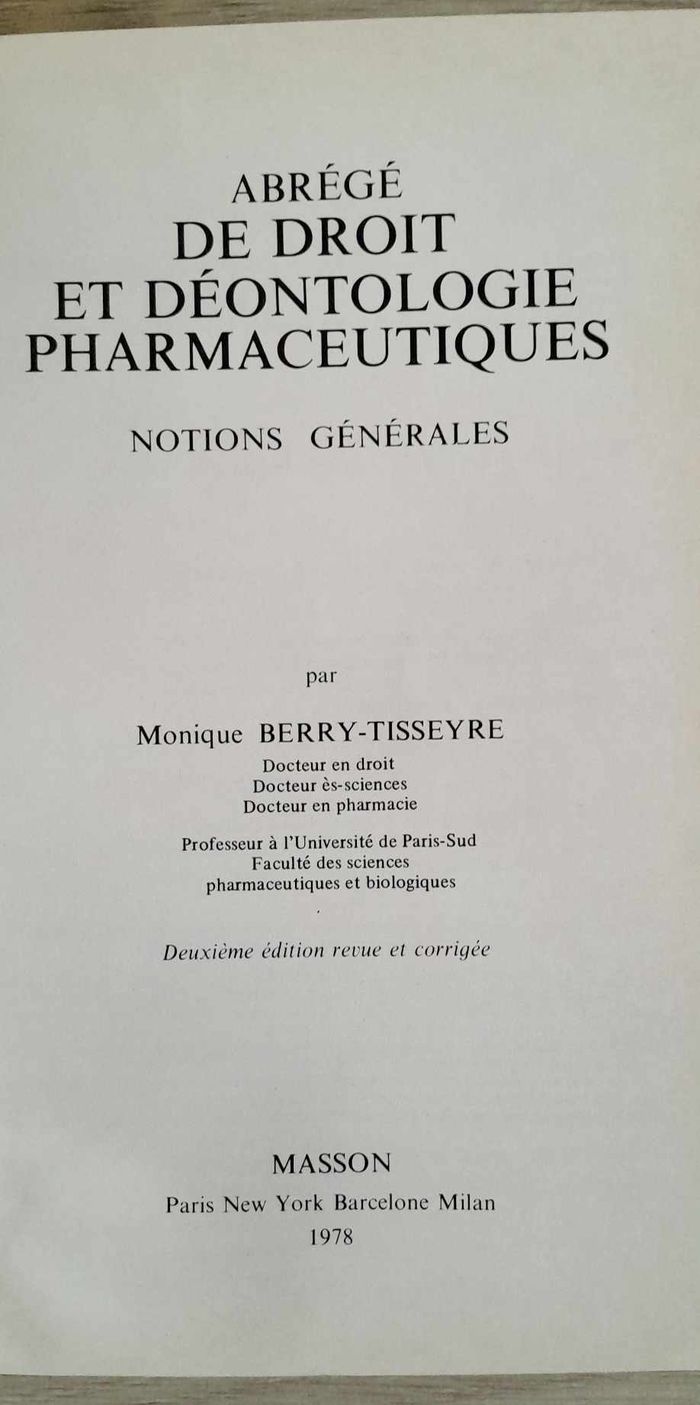 ABRÉGÉ
DE DROIT
ET DÉONTOLOGIE
PHARMACEUTIQUES
NOTIONS GÉNÉRALES
par
Monique BERRY-TISSEYRE
Docteur en droit
Docteur ès-sciences
Docteur en pharmacie
Professeur à l'Université de Paris-Sud
Faculté des sciences
pharmaceutiques et biologiques
Deuxième édition revue et corrigée
MASSON
Paris New York Barcelone Milan
1978